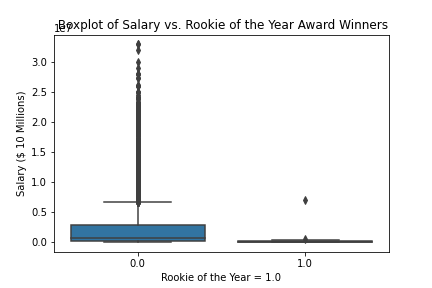 Boxplot of Salary vs. Rookie of the Year Award Winners
1e7
3.0
2.5
2.0
1.5
1.0
0.5
0.0
Salary ($ 10 Millions)
0.0 1.0
Rookie of the Year = 1.0